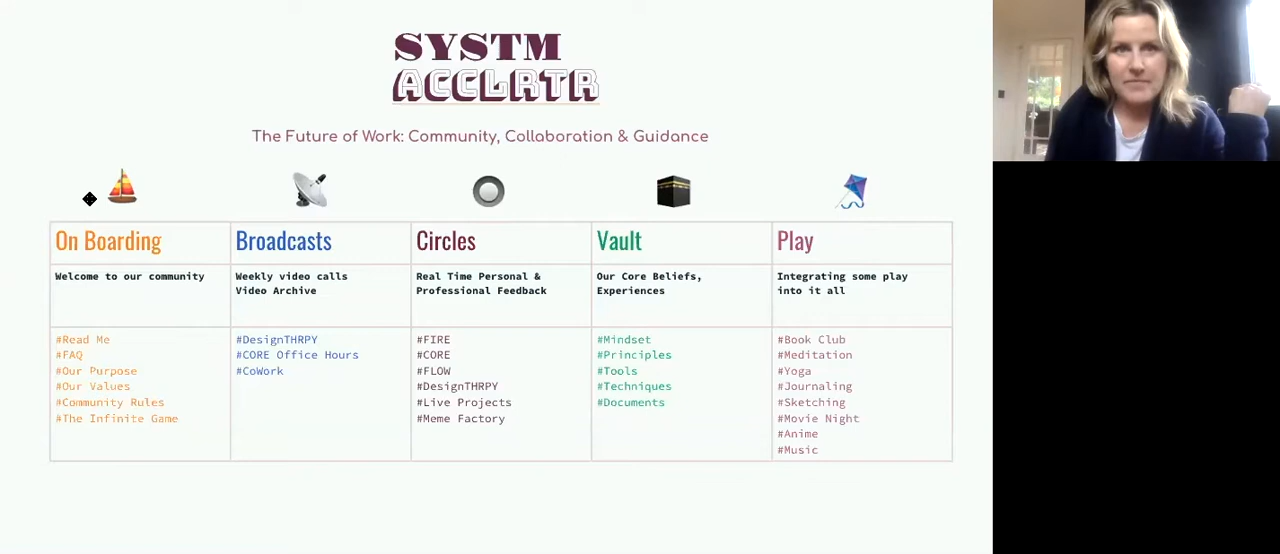 SYSTM
ACCLRTR
The Future of Work: Community, Collaboration & Guidance
On Boarding
Welcome to our community
#Read Me
#FAQ
#Our Purpose
#Our Values
#Community Rules
#The Infinite Game
Broadcasts
Weekly video calls
Video Archive
#DesignTHRPY
#CORE Office Hours
#CoWork
Circles
Real Time Personal &
Professional Feedback
#FIRE
#CORE
#FLOW
#DesignTHRPY
#Live Projects
#Meme Factory
Vault
Our Core Beliefs,
Experiences
#Mindset
#Principles
#Tools
#Techniques
#Documents
Play
Integrating some play
into it all
#Book Club
#Meditation
#Yoga
#Journaling
#Sketching
#Movie Night
#Anime
#Music